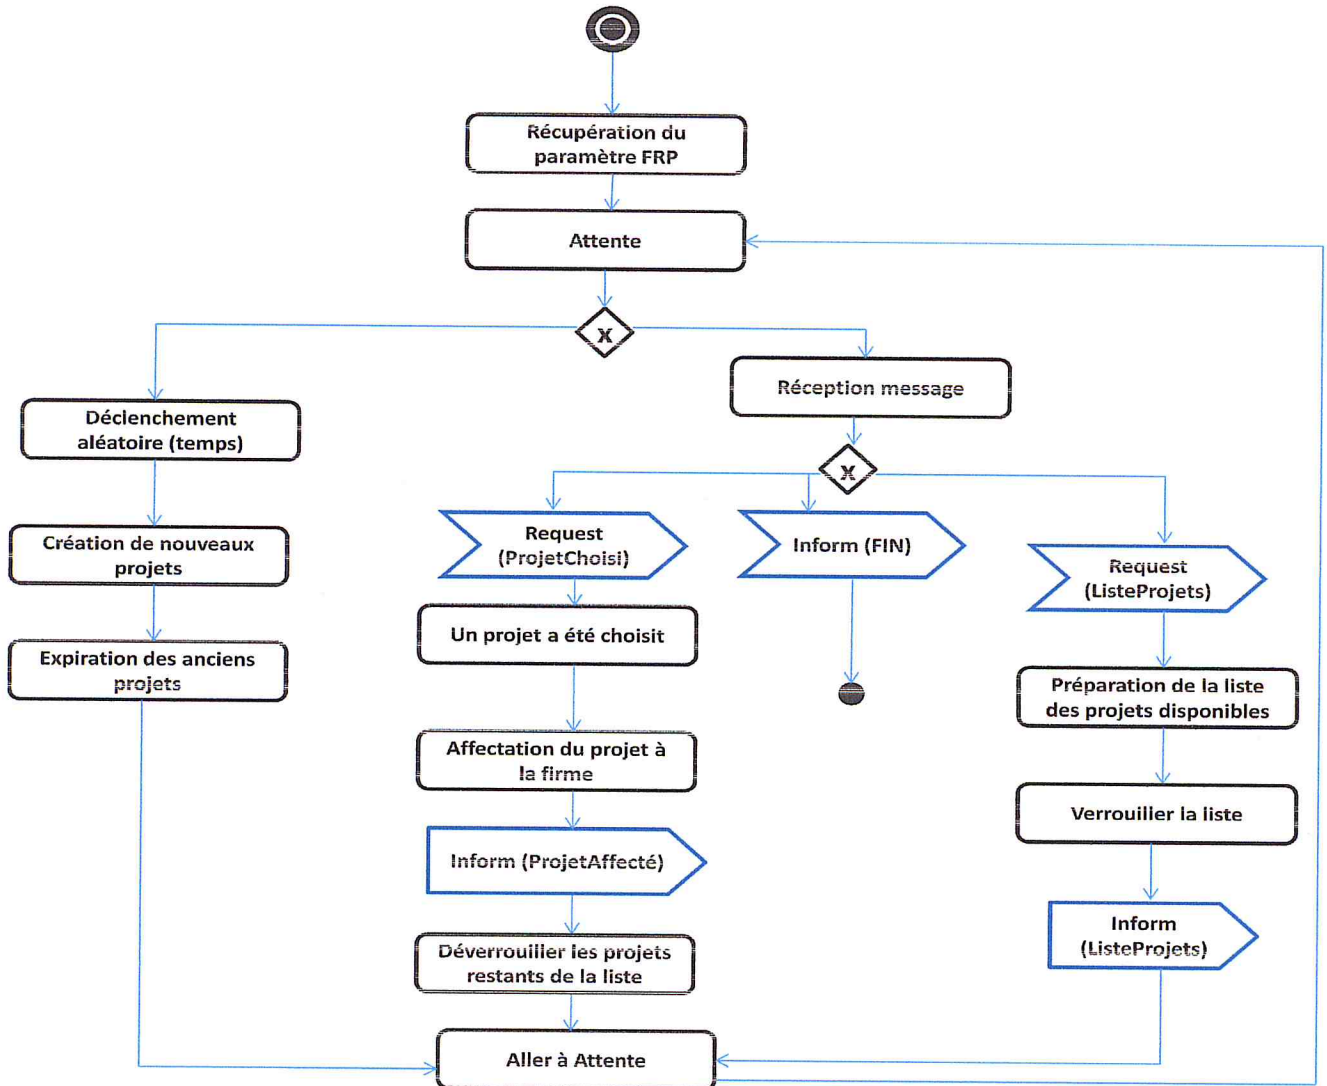 Récupération du
paramètre FRP
Attente
X
Réception message
Déclenchement
aléatoire (temps)
X
Création de nouveaux
projets
Request
(ProjetChoisi)
Inform (FIN)
Request
(ListeProjets)
Un projet a été choisit
Expiration des anciens
projets
Préparation de la liste
des projets disponibles
Affectation du projet à
la firme
Verrouiller la liste
Inform (ProjetAffecté)
Inform
(ListeProjets)
Déverrouiller les projets
restants de la liste
Aller à Attente